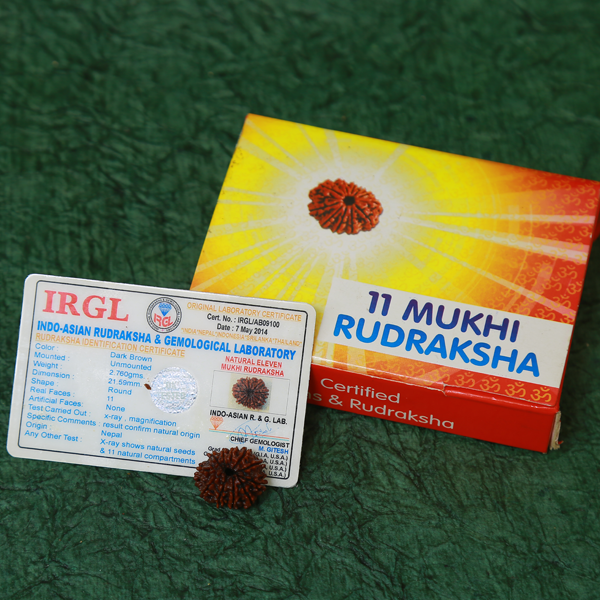 11 MUKHI
RUDRAKSHA
Certified
& Rudraksha
IRGL
ORIGINAL LABORATORY CERTIFICATE
Cert. No.: IRGL/AB09100
Date : 7 May 2014
INDO-ASIAN RUDRAKSHA & GEMOLOGICAL LABORATORY
RUDRAKSHA IDENTIFICATION CERTIFICATE
NATURAL ELEVEN
MUKHI RUDRAKSHA
Color : Dark Brown
Mounted : Unmounted
Weight : 2.760gms.
Dimension : 21.59mm
Shape : Round
Real Faces : 11
Artificial Faces : None
Test Carried Out : x-ray , magnification
Specific Comments : result confirm natural origin
Origin : Nepal
Any Other Test : X-ray shows natural seeds
& 11 natural compartments
INDO-ASIAN R. & G. LAB.
CHIEF GEMOLOGIST
M. GITESH